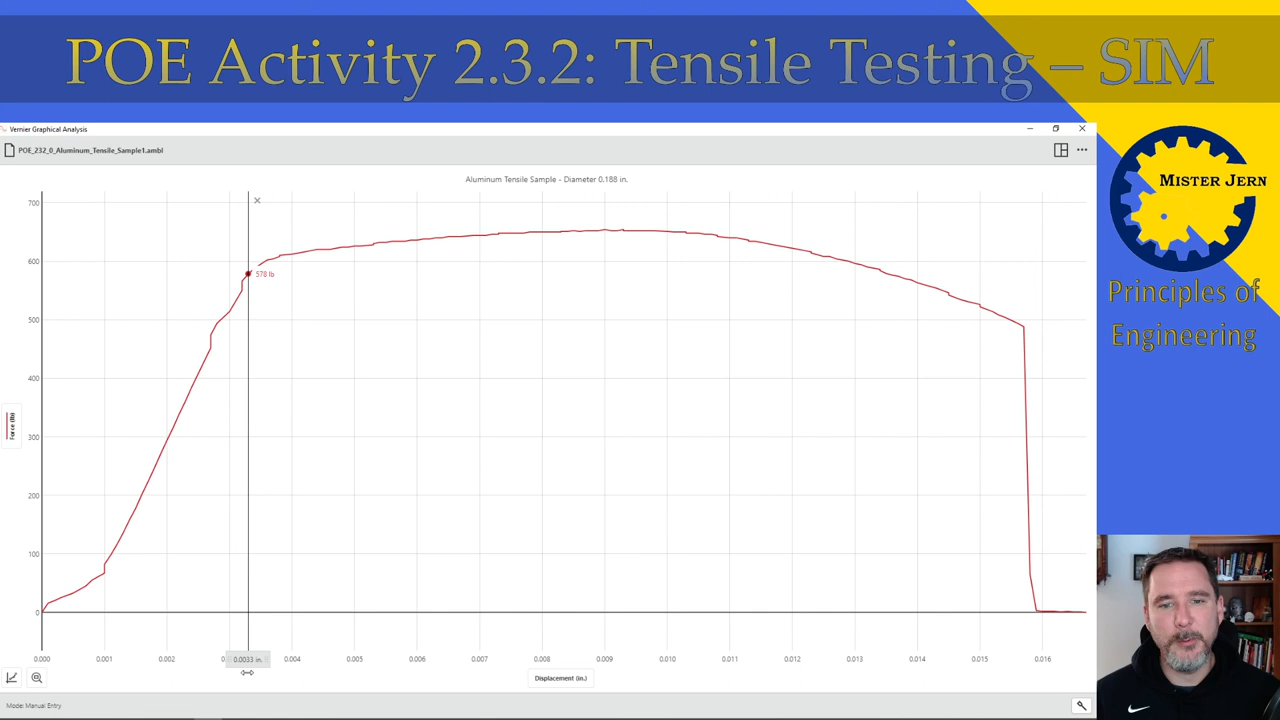 POE Activity 2.3.2: Tensile Testing – SIM
Vernier Graphical Analysis
POE_232_0_Aluminum_Tensile_Sample1.ambl
MISTER JERN
Principles of
Engineering
Aluminum Tensile Sample - Diameter 0.188 in.
700
600
500
400
300
200
100
0
578 lb
Force (lb)
0.000
0.001
0.002
0.0033 in.
0.004
0.005
0.006
0.007
0.008
0.009
0.010
0.011
0.012
0.013
0.014
0.015
0.016
Displacement (in.)
Mode: Manual Entry